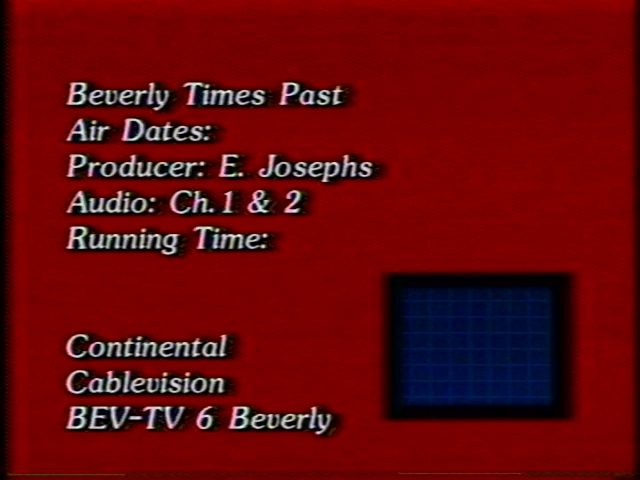 Beverly Times Past
Air Dates:
Producer: E. Josephs
Audio: Ch.1 & 2
Running Time:
Continental
Cablevision
BEV-TV 6 Beverly